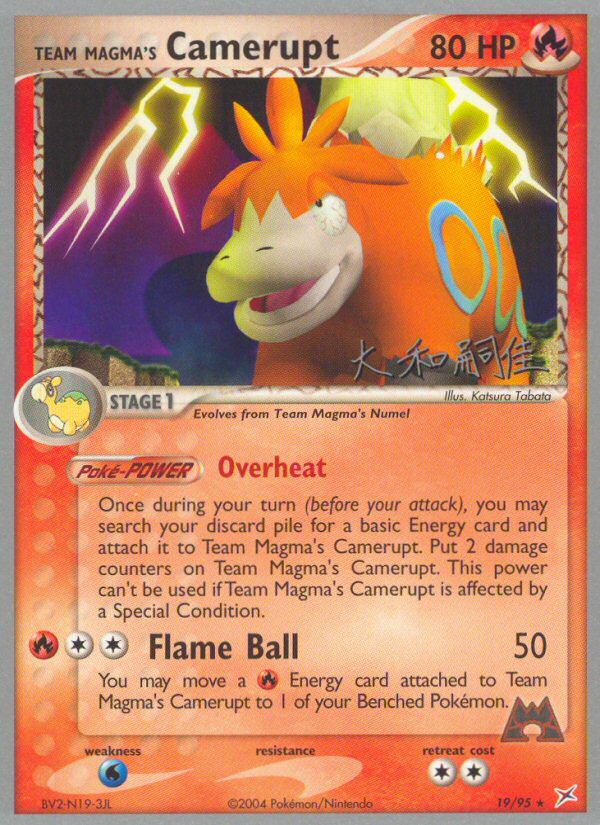 TEAM MAGMA'S Camerupt 80 HP
大和嗣佳
Illus. Katsura Tabata
STAGE 1
Evolves from Team Magma's Numel
Poké-POWER Overheat
Once during your turn (before your attack), you may
search your discard pile for a basic Energy card and
attach it to Team Magma's Camerupt. Put 2 damage
counters on Team Magma's Camerupt. This power
can't be used if Team Magma's Camerupt is affected by
a Special Condition.
Flame Ball 50
You may move a Energy card attached to Team
Magma's Camerupt to 1 of your Benched Pokémon.
weakness resistance retreat cost
BV2-N19-3JL ©2004 Pokémon/Nintendo 19/95 ★